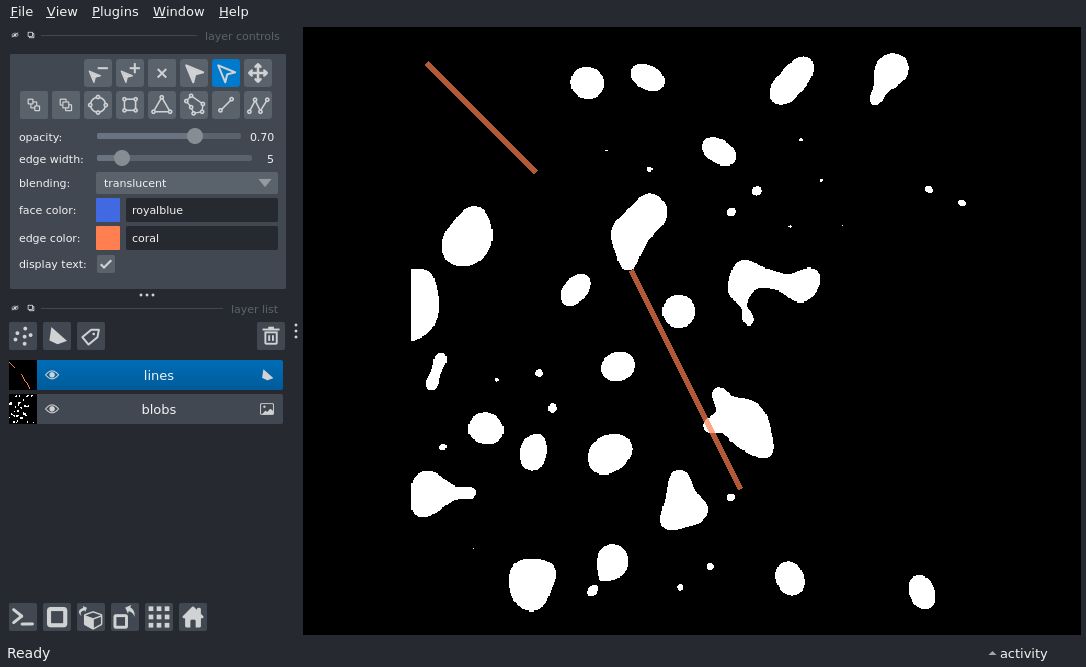 File View Plugins Window Help
layer controls
opacity: 0.70
edge width: 5
blending: translucent
face color: royalblue
edge color: coral
display text:
layer list
lines
blobs
Ready activity